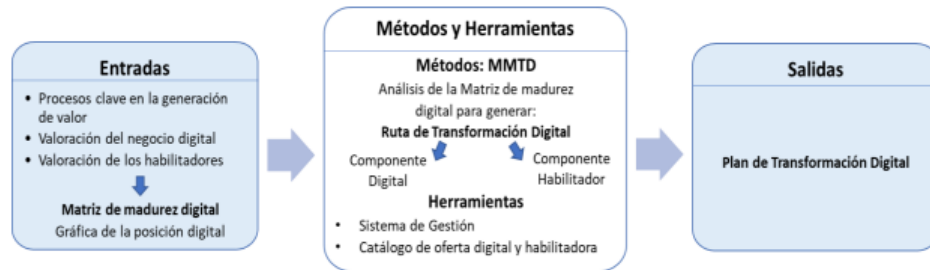 Entradas
• Procesos clave en la generación
de valor
• Valoración del negocio digital
• Valoración de los habilitadores
Matriz de madurez digital
Gráfica de la posición digital
Métodos y Herramientas
Métodos: MMTD
Análisis de la Matriz de madurez
digital para generar:
Ruta de Transformación Digital
Componente
Digital
Componente
Habilitador
Herramientas
• Sistema de Gestión
• Catálogo de oferta digital y habilitadora
Salidas
Plan de Transformación Digital